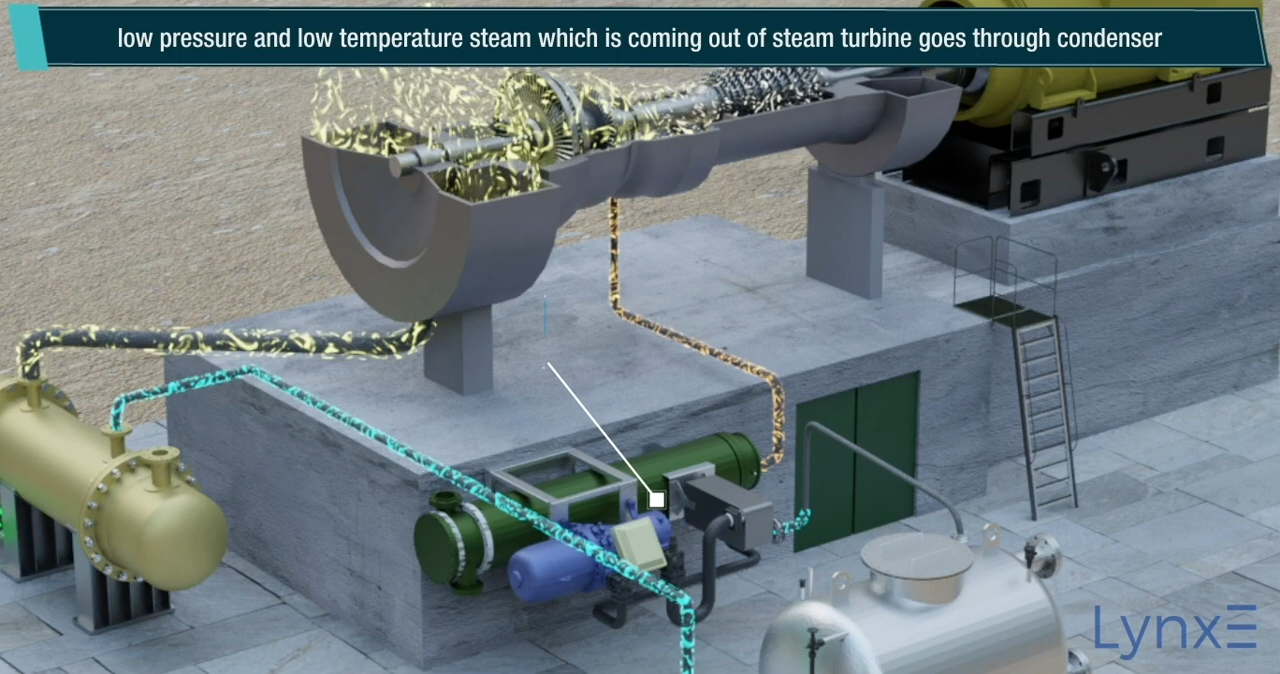 low pressure and low temperature steam which is coming out of steam turbine goes through condenser
LynxE